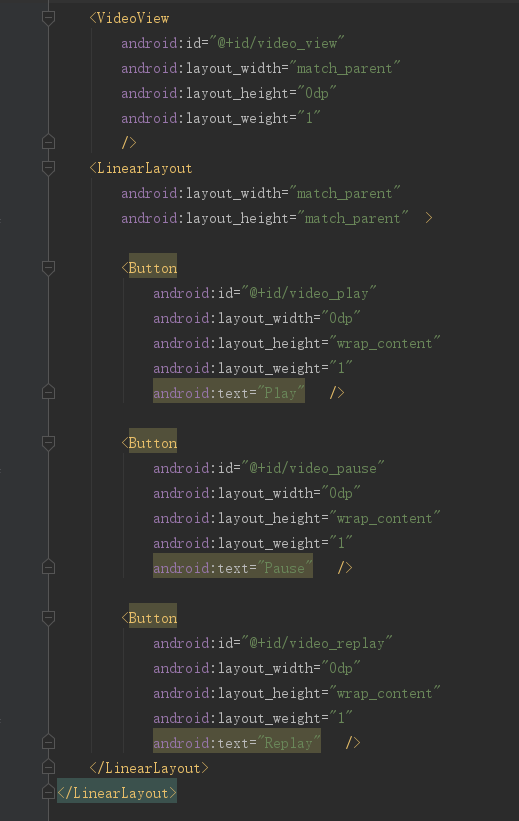 <VideoView
android:id="@+id/video_view"
android:layout_width="match_parent"
android:layout_height="0dp"
android:layout_weight="1"
/>
<LinearLayout
android:layout_width="match_parent"
android:layout_height="match_parent"  >
<Button
android:id="@+id/video_play"
android:layout_width="0dp"
android:layout_height="wrap_content"
android:layout_weight="1"
android:text="Play"   />
<Button
android:id="@+id/video_pause"
android:layout_width="0dp"
android:layout_height="wrap_content"
android:layout_weight="1"
android:text="Pause"   />
<Button
android:id="@+id/video_replay"
android:layout_width="0dp"
android:layout_height="wrap_content"
android:layout_weight="1"
android:text="Replay"   />
</LinearLayout>
</LinearLayout>